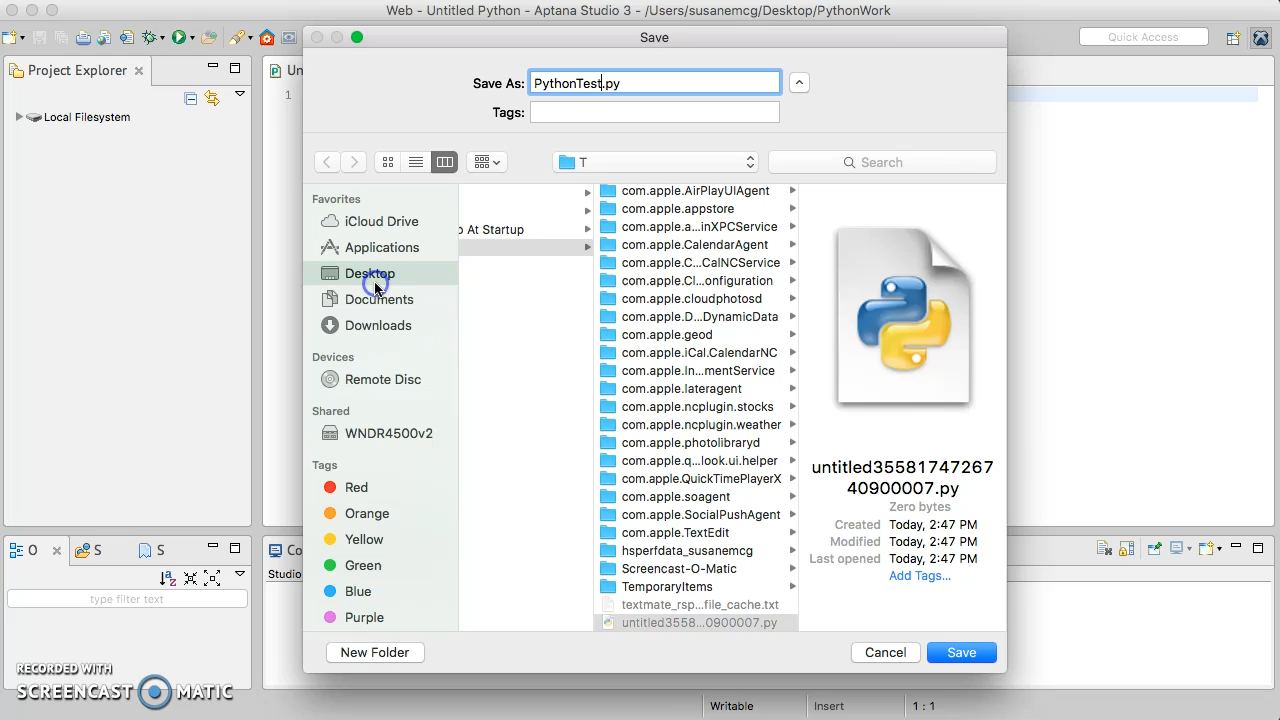 Web - Untitled Python - Aptana Studio 3 - /Users/susanemcg/Desktop/PythonWork
Quick Access
Project Explorer
Local Filesystem
Un
1
Save
Save As: PythonTest.py
Tags:
T
Search
Favorites
iCloud Drive
Applications
Desktop
Documents
Downloads
Devices
Remote Disc
Shared
WNDR4500v2
Tags
Red
Orange
Yellow
Green
Blue
Purple
p At Startup
com.apple.AirPlayUIAgent
com.apple.appstore
com.apple.a...inXPCService
com.apple.CalendarAgent
com.apple.C...CalNCService
com.apple.Cl...onfiguration
com.apple.cloudphotosd
com.apple.D...DynamicData
com.apple.geod
com.apple.iCal.CalendarNC
com.apple.In...mentService
com.apple.lateragent
com.apple.ncplugin.stocks
com.apple.ncplugin.weather
com.apple.photolibraryd
com.apple.q...look.ui.helper
com.apple.QuickTimePlayerX
com.apple.soagent
com.apple.SocialPushAgent
com.apple.TextEdit
hsperfdata_susanemcg
Screencast-O-Matic
TemporaryItems
textmate_rsp...file_cache.txt
untitled3558...0900007.py
untitled35581747267
40900007.py
Zero bytes
Created Today, 2:47 PM
Modified Today, 2:47 PM
Last opened Today, 2:47 PM
Add Tags...
New Folder
Cancel
Save
O
S
S
type filter text
Co
Studio
RECORDED WITH
SCREENCAST MATIC
Writable
Insert
1 : 1